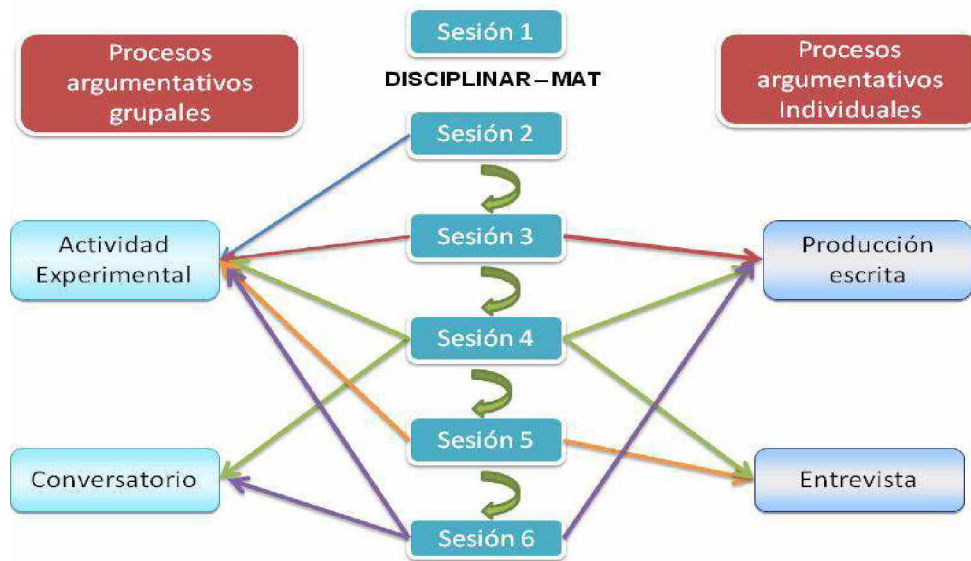 Sesión 1
Procesos
argumentativos
grupales
Procesos
argumentativos
Individuales
DISCIPLINAR – MAT
Sesión 2
Sesión 3
Actividad
Experimental
Producción
escrita
Sesión 4
Sesión 5
Conversatorio
Entrevista
Sesión 6